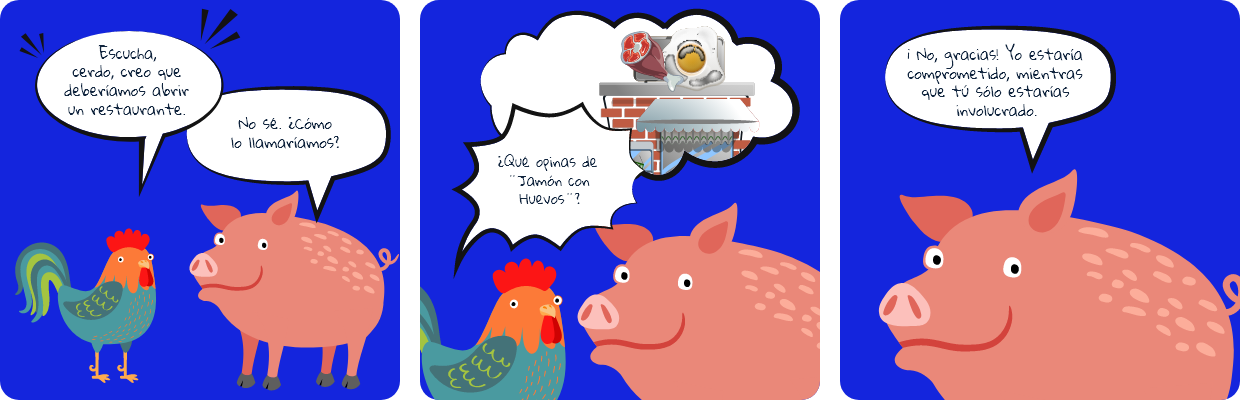 Escucha,
cerdo, creo que
deberíamos abrir
un restaurante.
No sé. ¿Cómo
lo llamaríamos?
¿Qué opinas de
"Jamón con
Huevos"?
¡ No, gracias! Yo estaría
comprometido, mientras
que tú sólo estarías
involucrado.